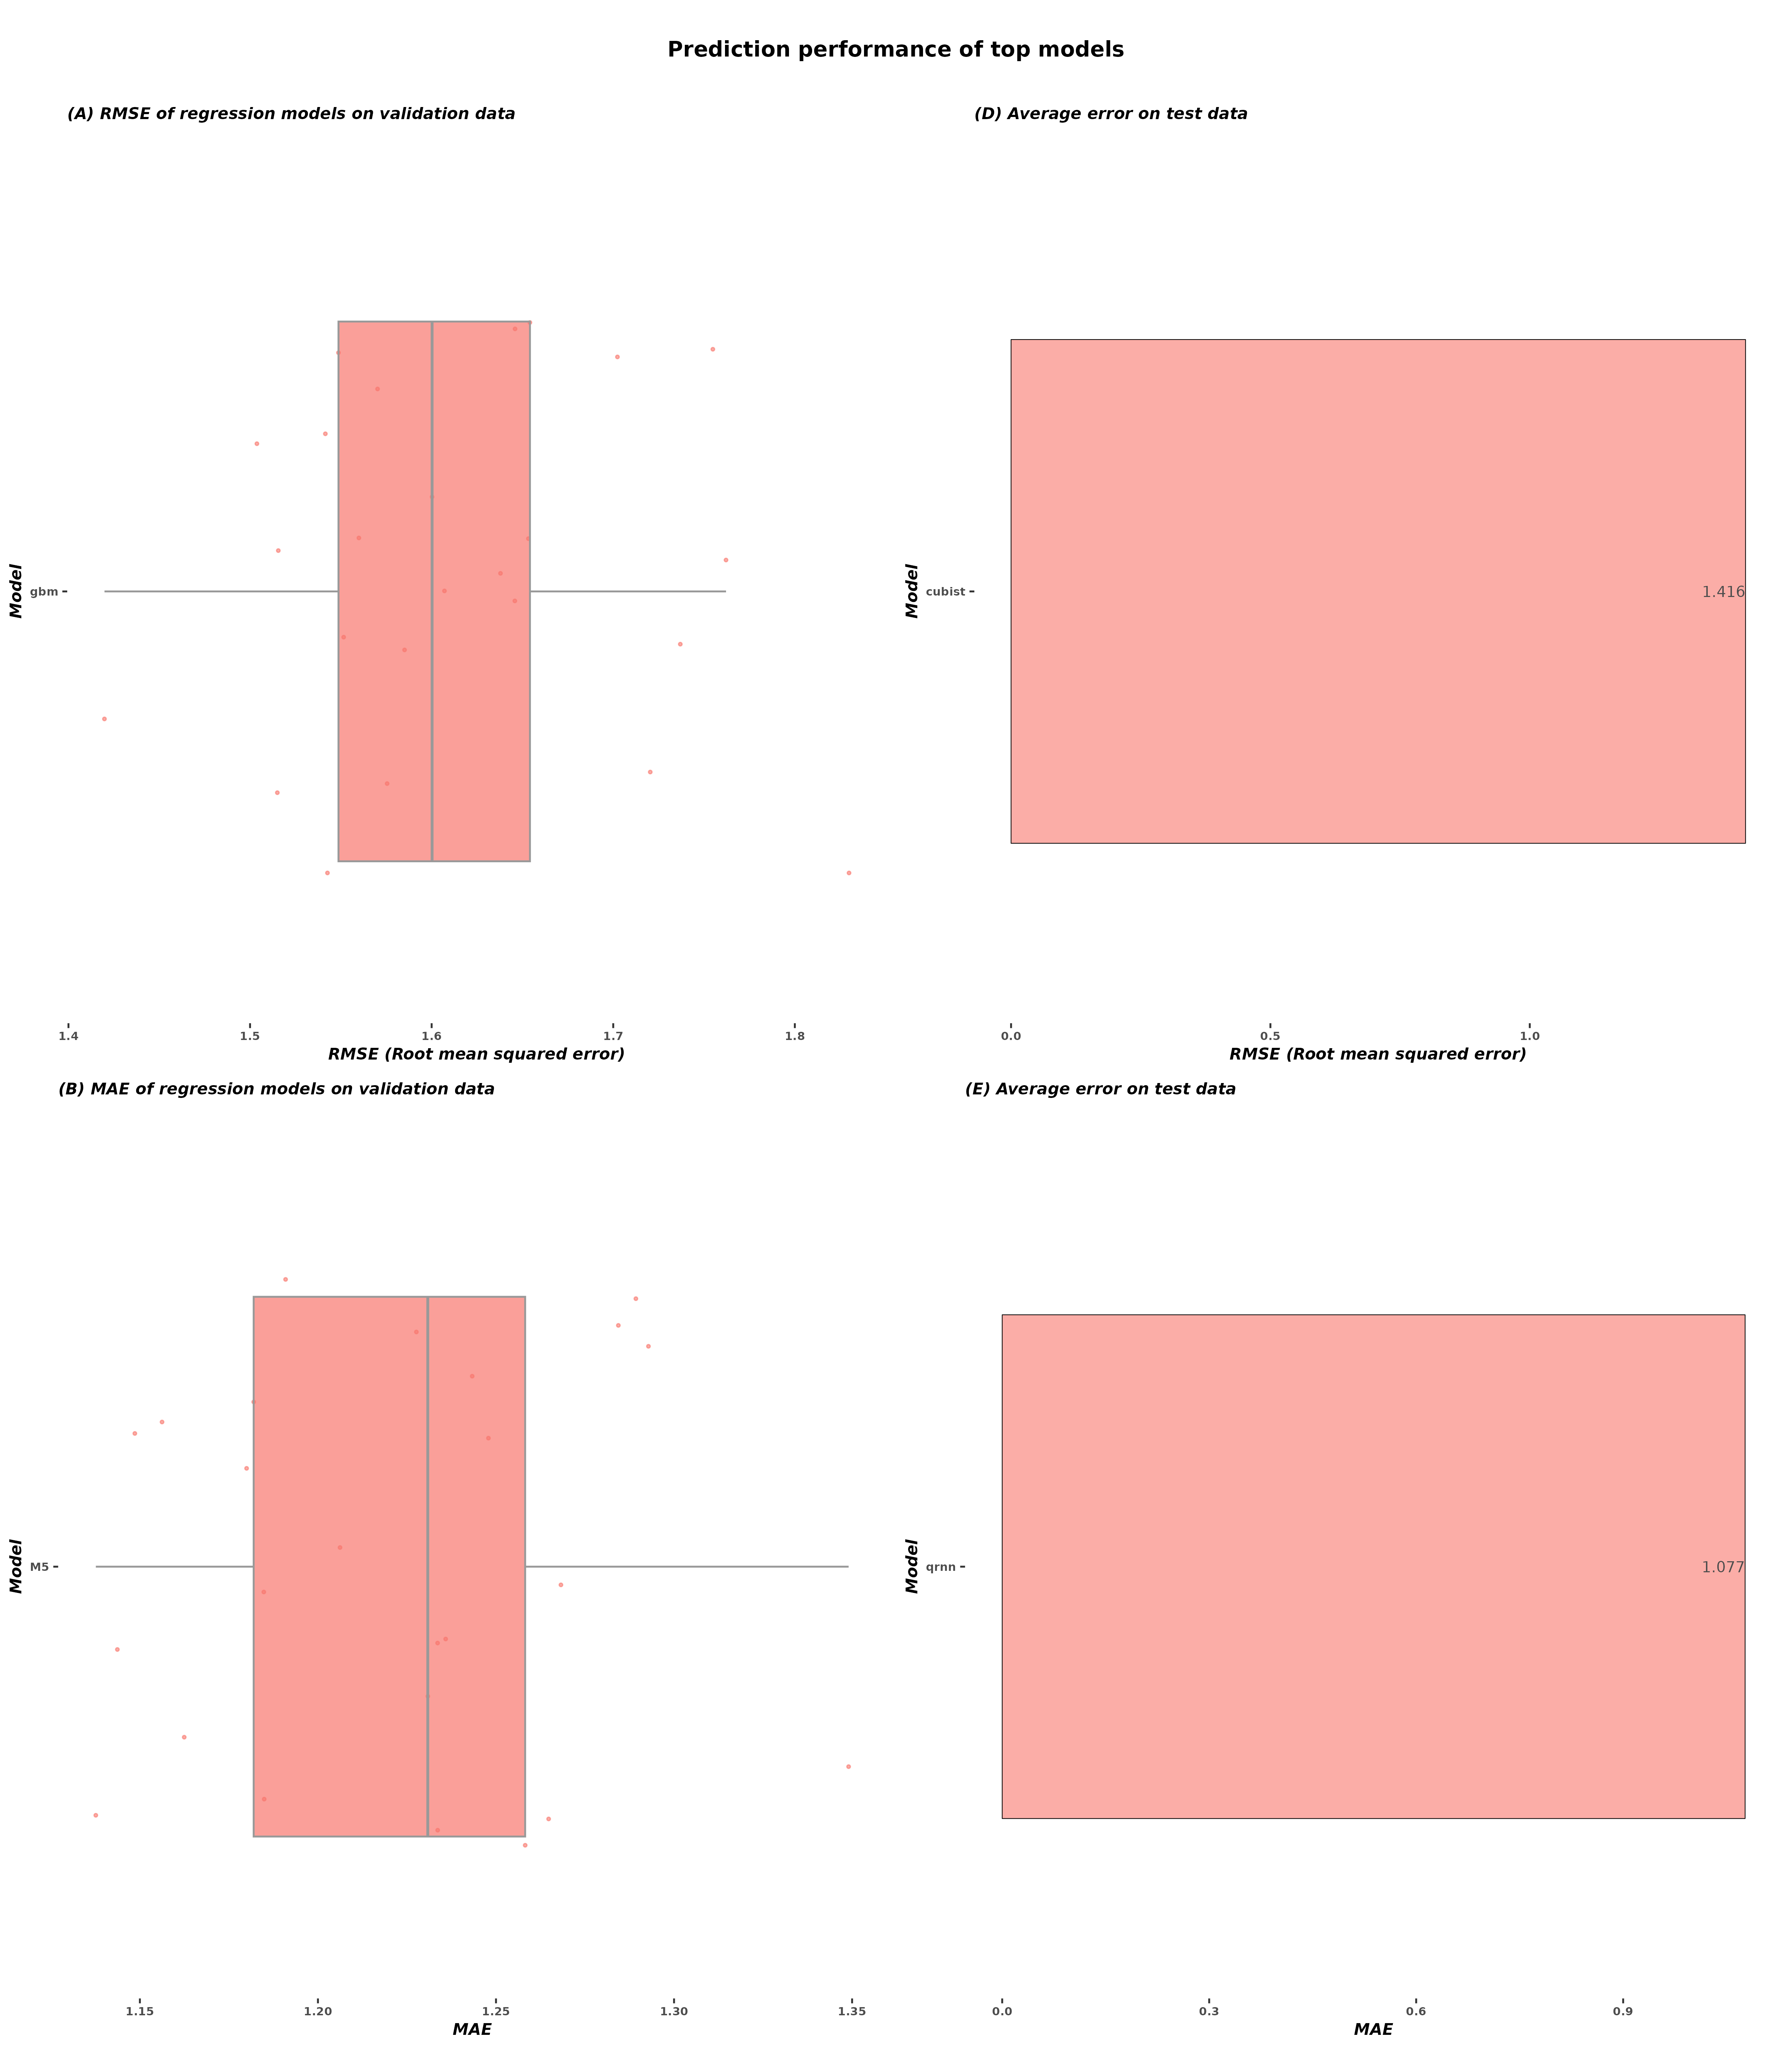 Prediction performance of top models
(A) RMSE of regression models on validation data
Model
gbm
1.4 1.5 1.6 1.7 1.8
RMSE (Root mean squared error)
(D) Average error on test data
Model
cubist
1.416
0.0 0.5 1.0
RMSE (Root mean squared error)
(B) MAE of regression models on validation data
Model
M5
1.15 1.20 1.25 1.30 1.35
MAE
(E) Average error on test data
Model
qrnn
1.077
0.0 0.3 0.6 0.9
MAE